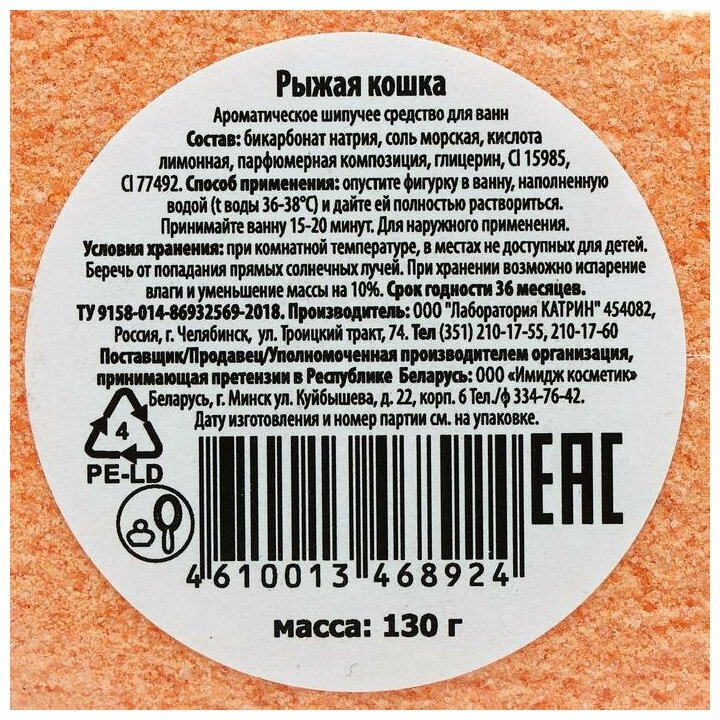 Рыжая кошка
Ароматическое шипучее средство для ванн
Состав: бикарбонат натрия, соль морская, кислота
лимонная, парфюмерная композиция, глицерин, Cl 15985,
Cl 77492. Способ применения: опустите фигурку в ванну, наполненную
водой (t воды 36-38°С) и дайте ей полностью раствориться.
Принимайте ванну 15-20 минут. Для наружного применения.
Условия хранения: при комнатной температуре, в местах не доступных для детей.
Беречь от попадания прямых солнечных лучей. При хранении возможно испарение
влаги и уменьшение массы на 10%. Срок годности 36 месяцев.
ТУ 9158-014-86932569-2018. Производитель: ООО "Лаборатория КАТРИН" 454082,
Россия, г. Челябинск, ул. Троицкий тракт, 74. Тел (351) 210-17-55, 210-17-60
Поставщик/Продавец/Уполномоченная производителем организация,
принимающая претензии в Республике Беларусь: ООО «Имидж косметик»
Беларусь, г. Минск ул. Куйбышева, д. 22, корп. 6 Тел./ф 334-76-42.
Дату изготовления и номер партии см. на упаковке.
4
PE-LD
EAC
4610013 468924
масса: 130 г